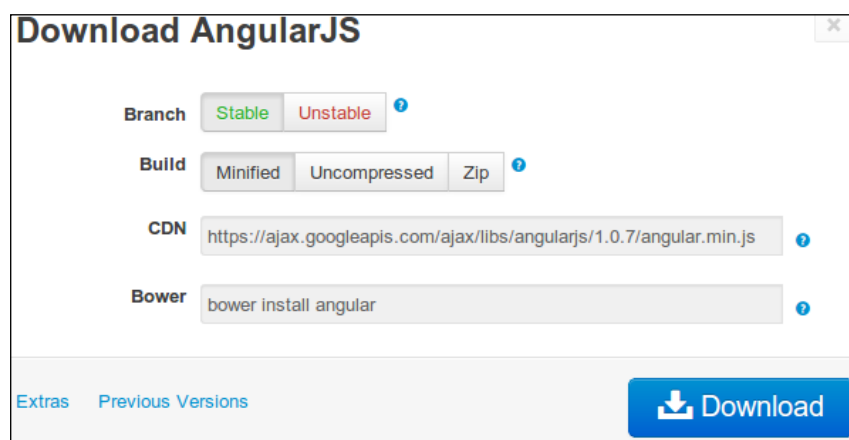 Download AngularJS
×
Branch Stable Unstable ?
Build Minified Uncompressed Zip ?
CDN https://ajax.googleapis.com/ajax/libs/angularjs/1.0.7/angular.min.js ?
Bower bower install angular ?
Extras Previous Versions Download